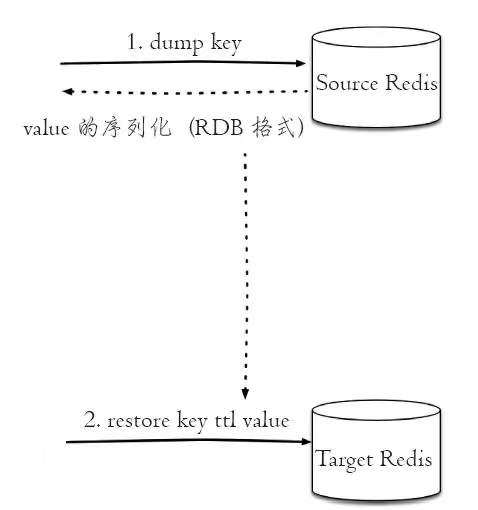 1. dump key
Source Redis
value 的序列化 (RDB 格式)
2. restore key ttl value
Target Redis